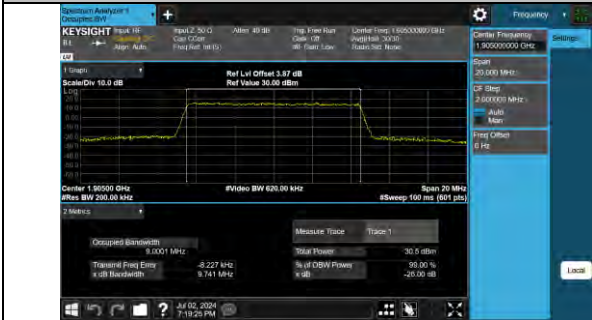 Spectrum Analyzer 1
Occupied BW
Frequency
KEYSIGHT Input: RF
Input Z: 50 Ω
Atten: 40 dB
Trig: Free Run
Center Freq: 1.905000000 GHz
Align: Auto
Freq Ref: Int (S)
Gate: Off
#IF Gain: Low
Radio Std: None
Center Frequency
1.905000000 GHz
Settings
Span
20.000 MHz
CF Step
2.000000 MHz
Auto
Man
Freq Offset
0 Hz
1 Graph
Scale/Div 10.0 dB
Ref Lvl Offset 3.87 dB
Ref Value 30.00 dBm
Log
Center 1.90500 GHz
#Res BW 200.00 kHz
#Video BW 620.00 kHz
Span 20 MHz
#Sweep 100 ms (601 pts)
2 Metrics
Measure Trace
Trace 1
Occupied Bandwidth
9.0001 MHz
Total Power
30.5 dBm
Transmit Freq Error
-8.227 kHz
% of OBW Power
99.00 %
x dB Bandwidth
9.741 MHz
x dB
-26.00 dB
Local
Jul 02, 2024
7:19:25 PM